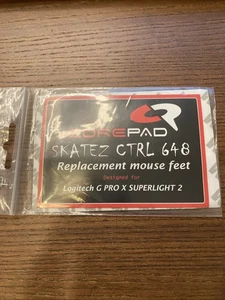 COREPAD
SKATEZ CTRL 648
Replacement mouse feet
Designed for
Logitech G PRO X SUPERLIGHT 2